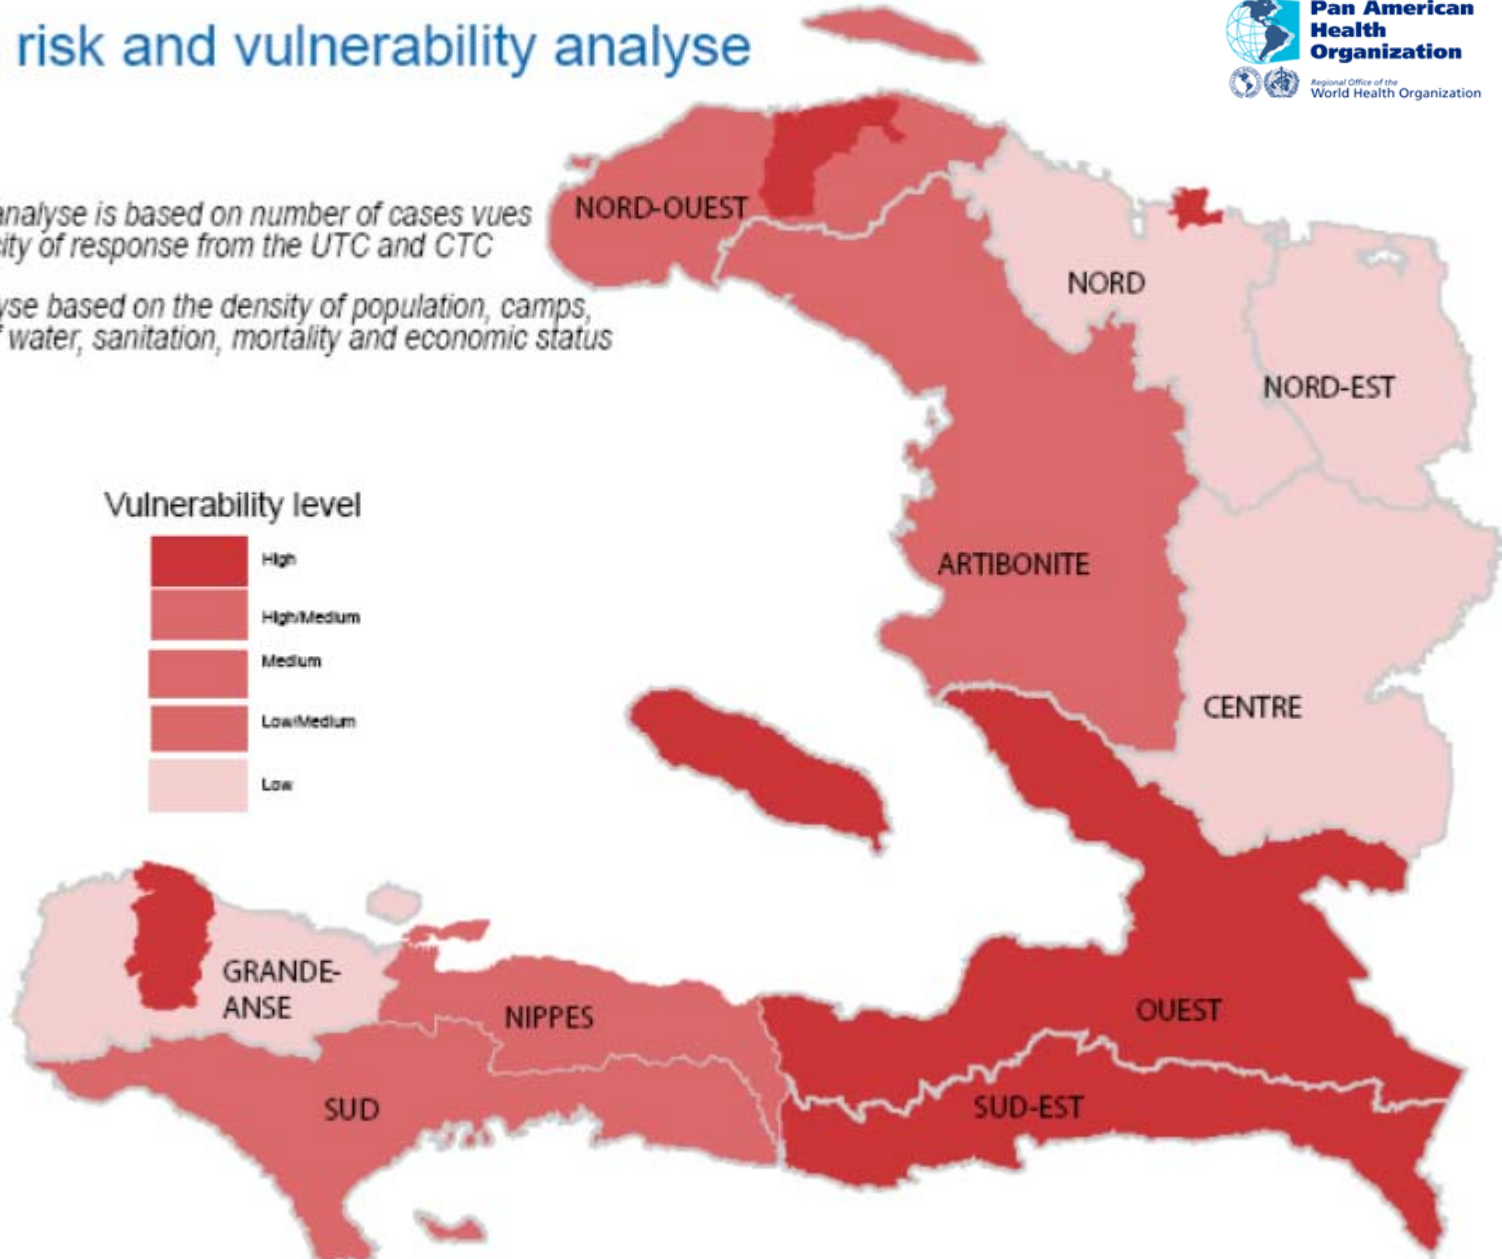 risk and vulnerability analyse
Pan American
Health
Organization
Regional Office of the
World Health Organization
analyse is based on number of cases vues
city of response from the UTC and CTC
yse based on the density of population, camps,
f water, sanitation, mortality and economic status
NORD-OUEST
NORD
NORD-EST
Vulnerability level
High
High/Medium
Medium
Low/Medium
Low
ARTIBONITE
CENTRE
GRANDE-
ANSE
NIPPES
OUEST
SUD
SUD-EST